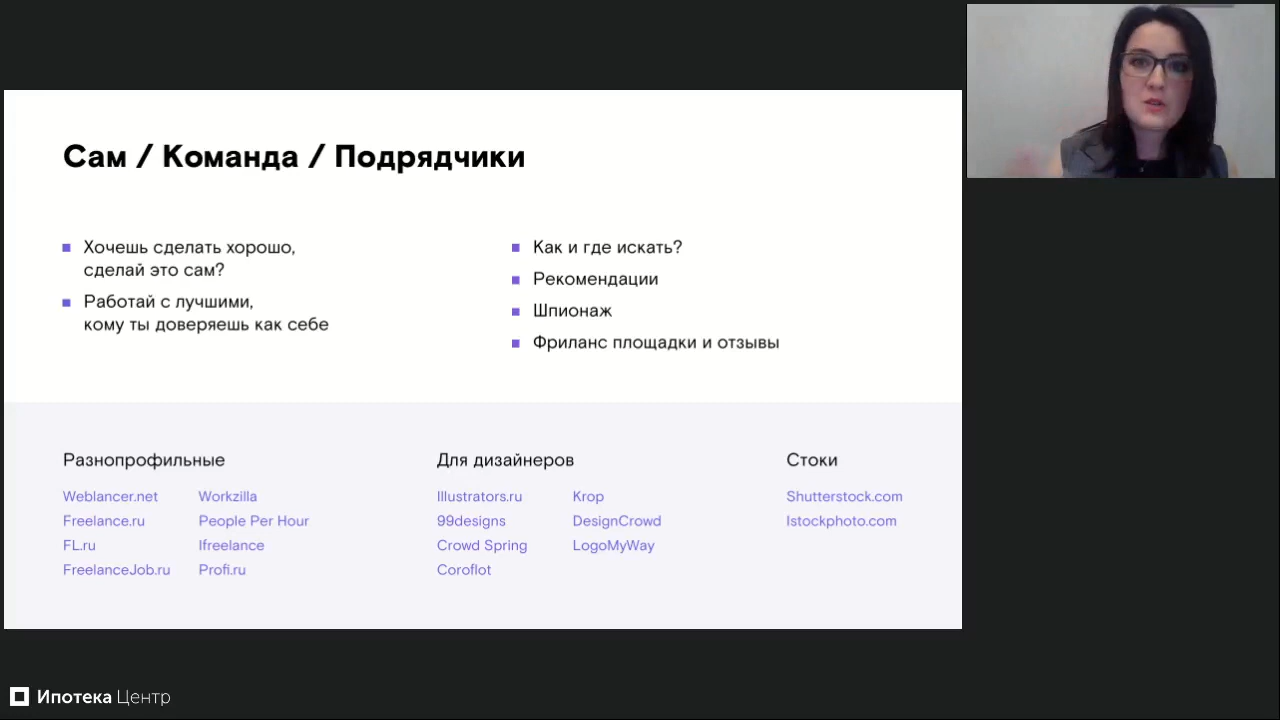 Сам / Команда / Подрядчики
Хочешь сделать хорошо,
сделай это сам?
Работай с лучшими,
кому ты доверяешь как себе
Как и где искать?
Рекомендации
Шпионаж
Фриланс площадки и отзывы
Разнопрофильные
Weblancer.net
Freelance.ru
FL.ru
FreelanceJob.ru
Workzilla
People Per Hour
Ifreelance
Profi.ru
Для дизайнеров
Illustrators.ru
99designs
Crowd Spring
Coroflot
Krop
DesignCrowd
LogoMyWay
Стоки
Shutterstock.com
Istockphoto.com
Ипотека Центр